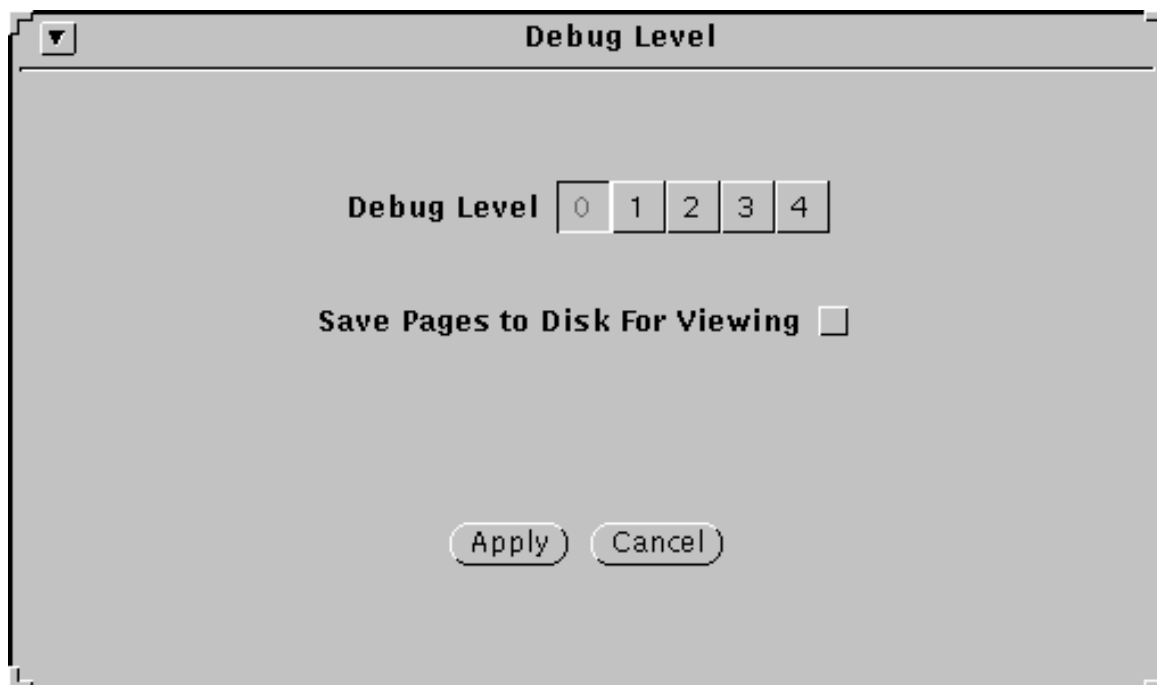 Debug Level
Debug Level 0 1 2 3 4
Save Pages to Disk For Viewing
Apply Cancel